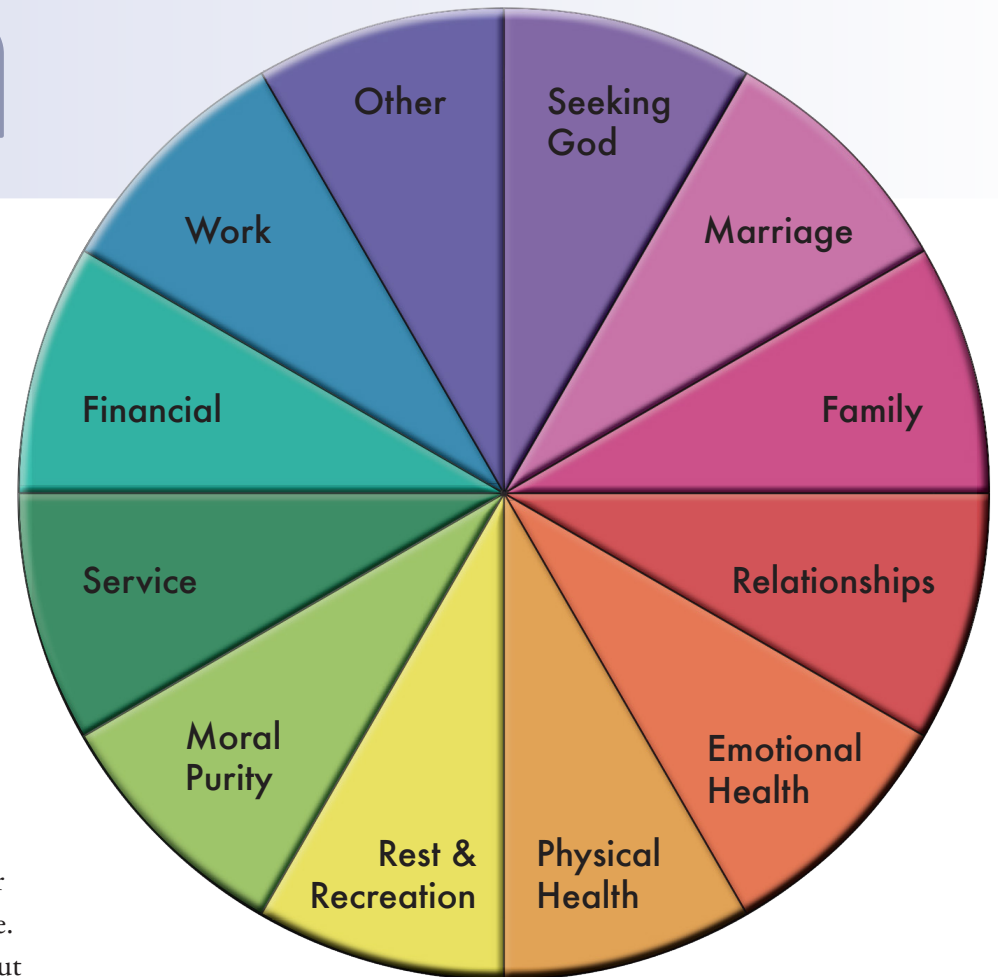 Other
Seeking
God
Work
Marriage
Financial
Family
Service
Relationships
Moral
Purity
Emotional
Health
Rest &
Recreation
Physical
Health